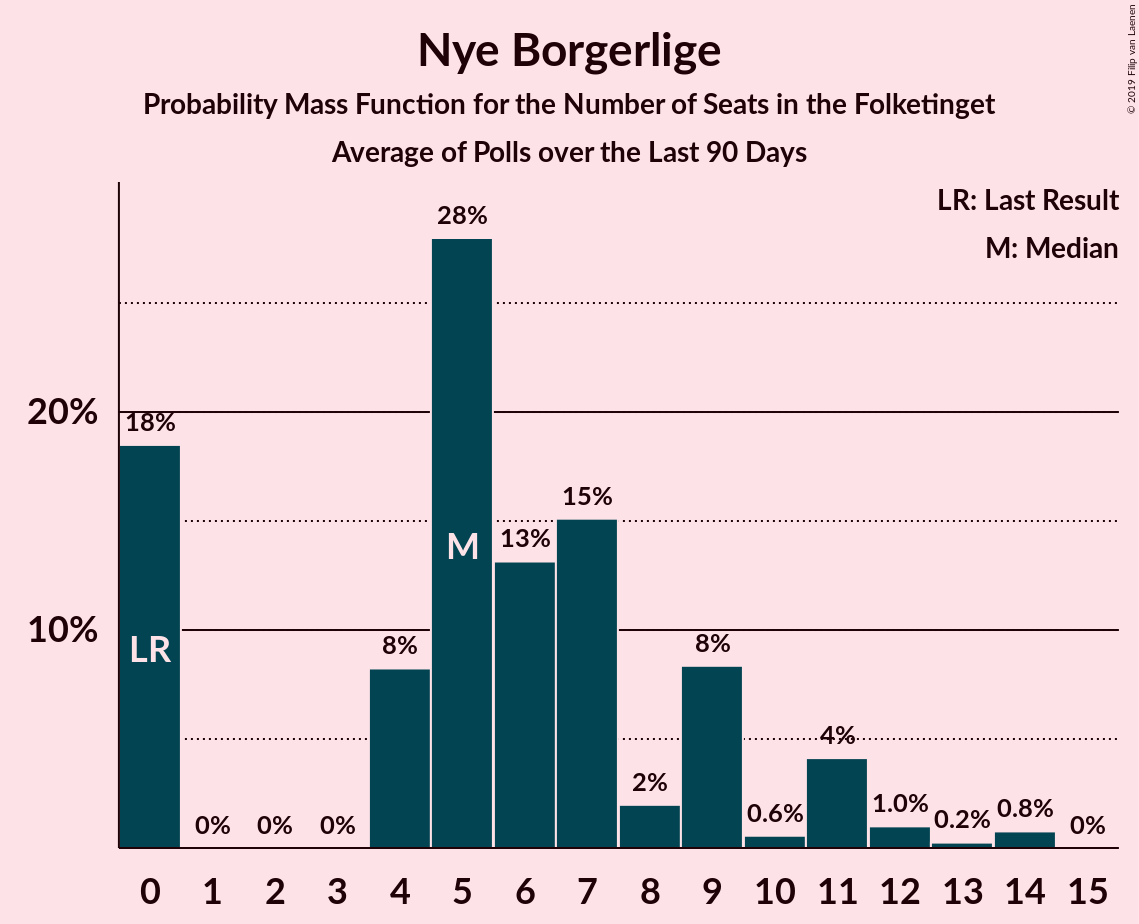 Nye Borgerlige
Probability Mass Function for the Number of Seats in the Folketinget
Average of Polls over the Last 90 Days
© 2019 Filip van Laenen
LR: Last Result
M: Median
20%
10%
18%
0%
0%
0%
8%
28%
13%
15%
2%
8%
0.6%
4%
1.0%
0.2%
0.8%
0%
LR
M
0 1 2 3 4 5 6 7 8 9 10 11 12 13 14 15